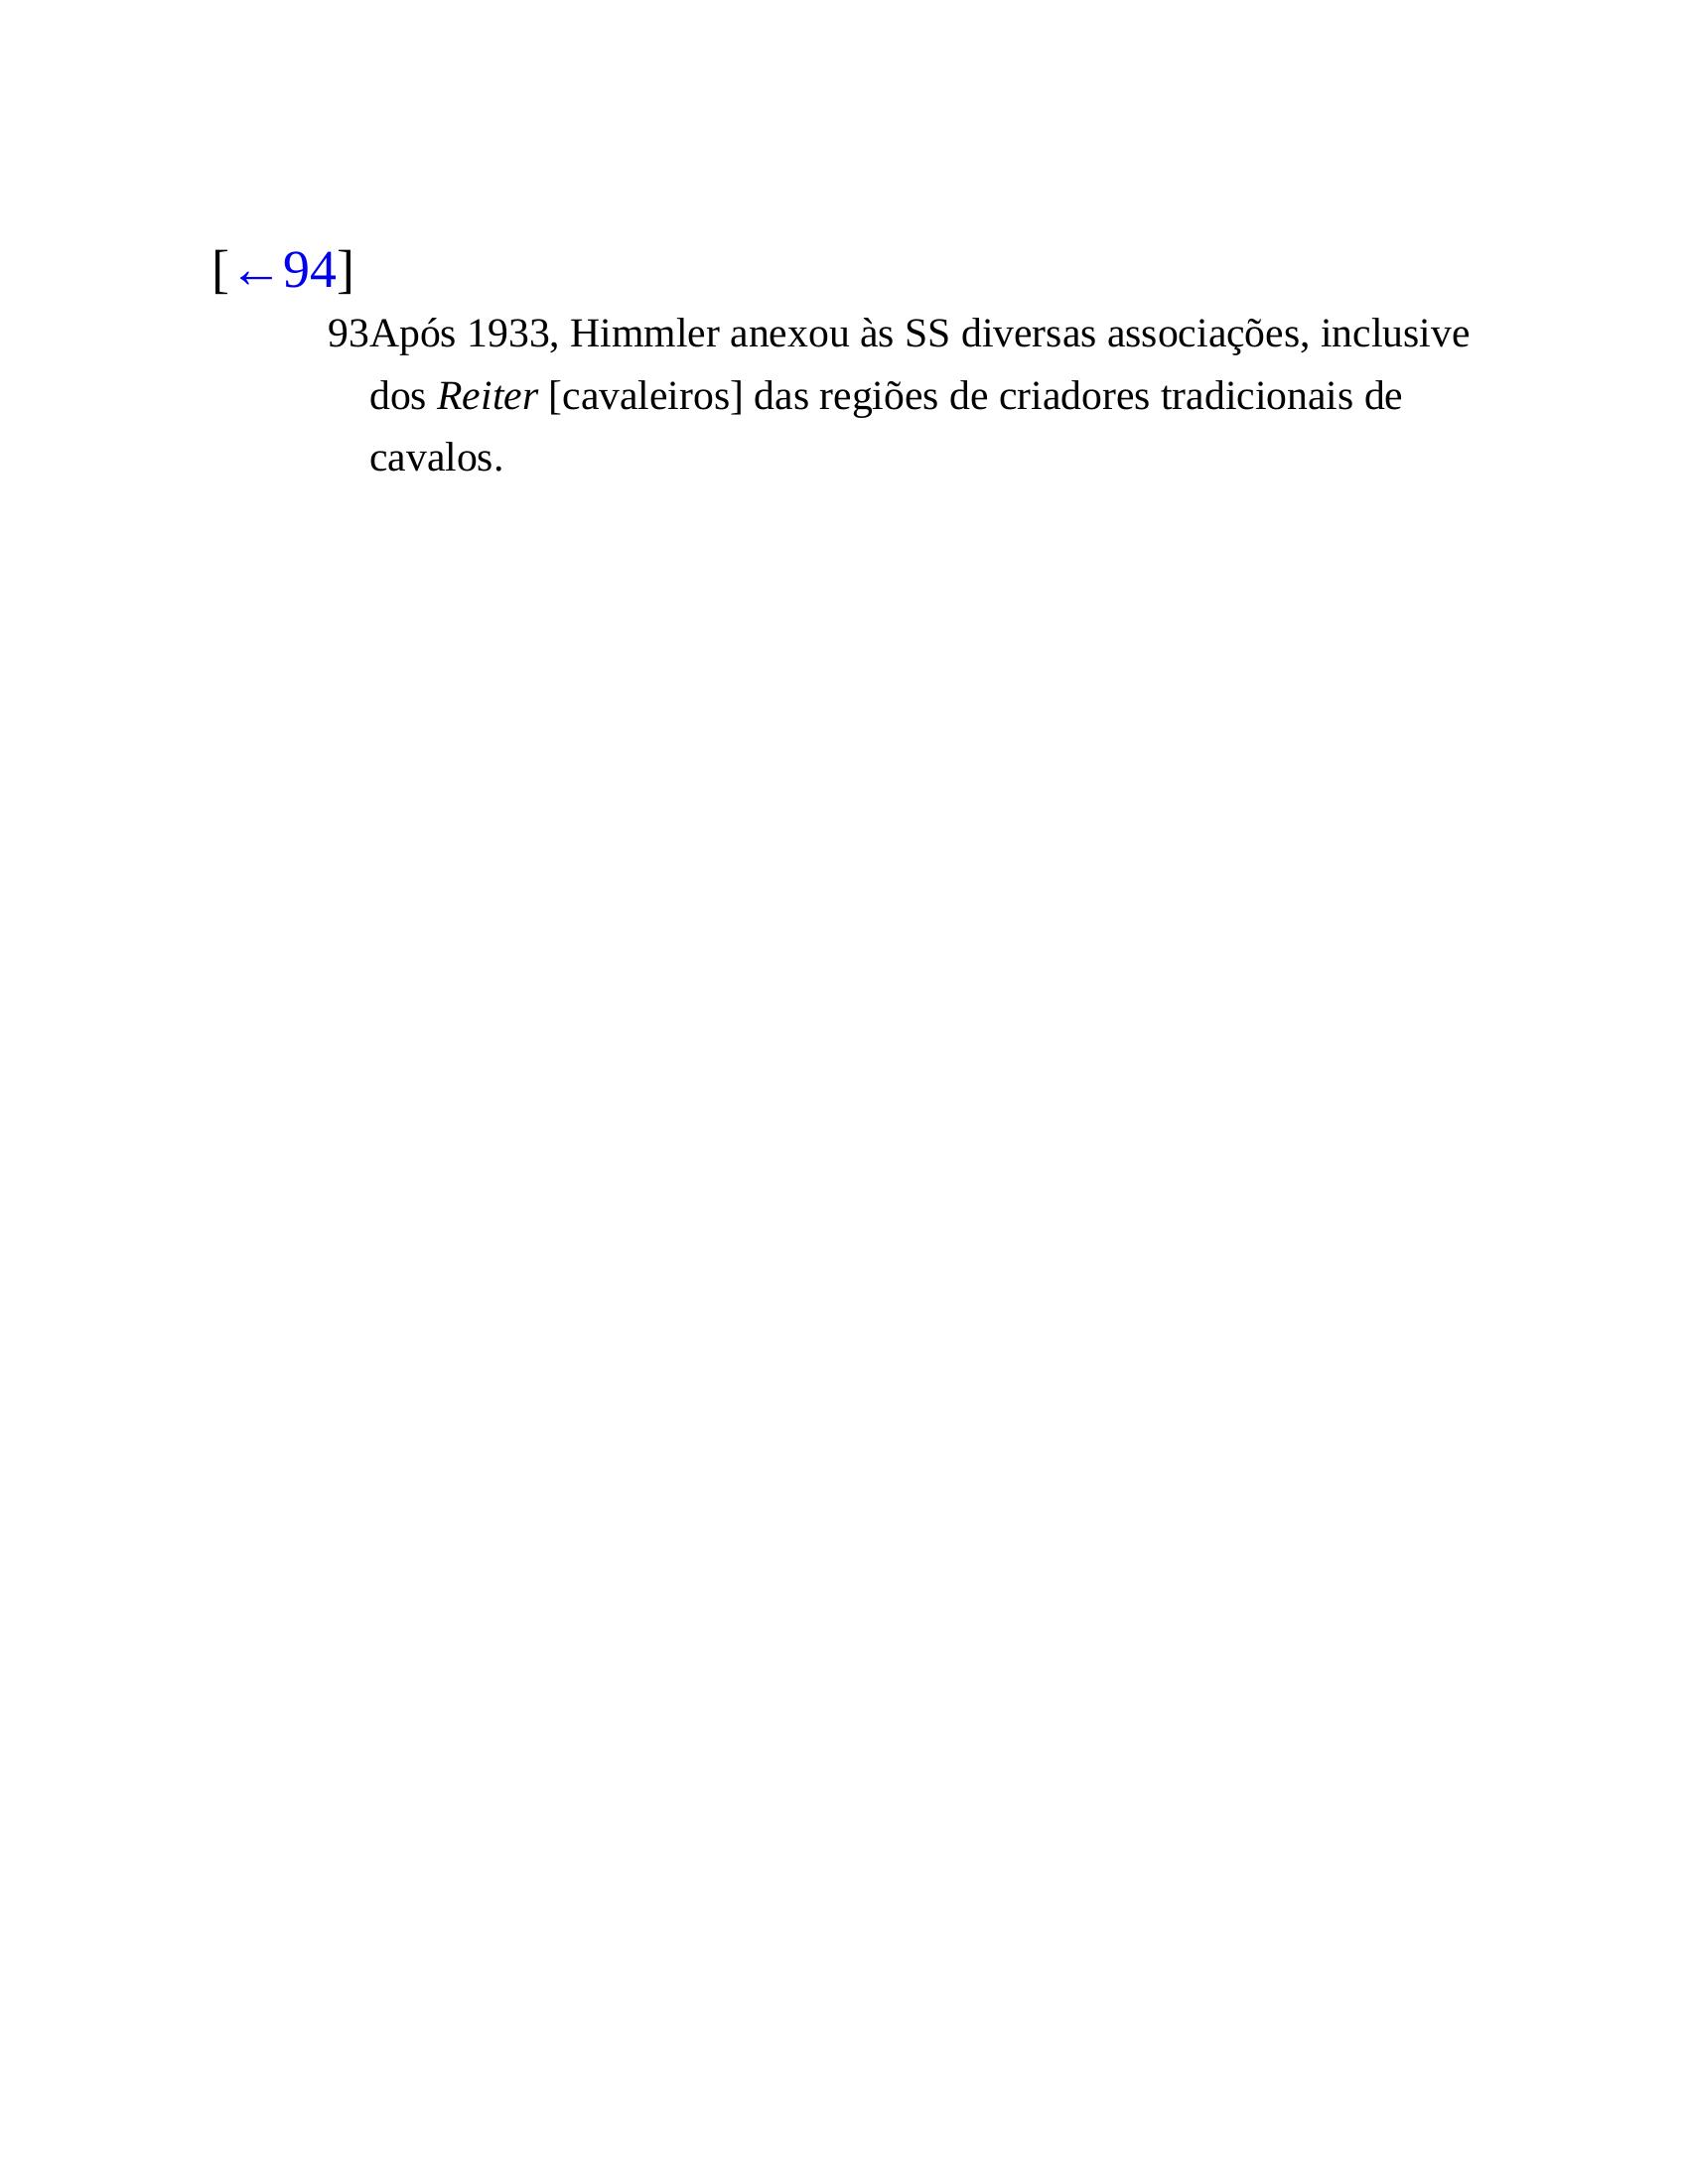 [←94]
93Após 1933, Himmler anexou às SS diversas associações, inclusive
dos Reiter [cavaleiros] das regiões de criadores tradicionais de
cavalos.